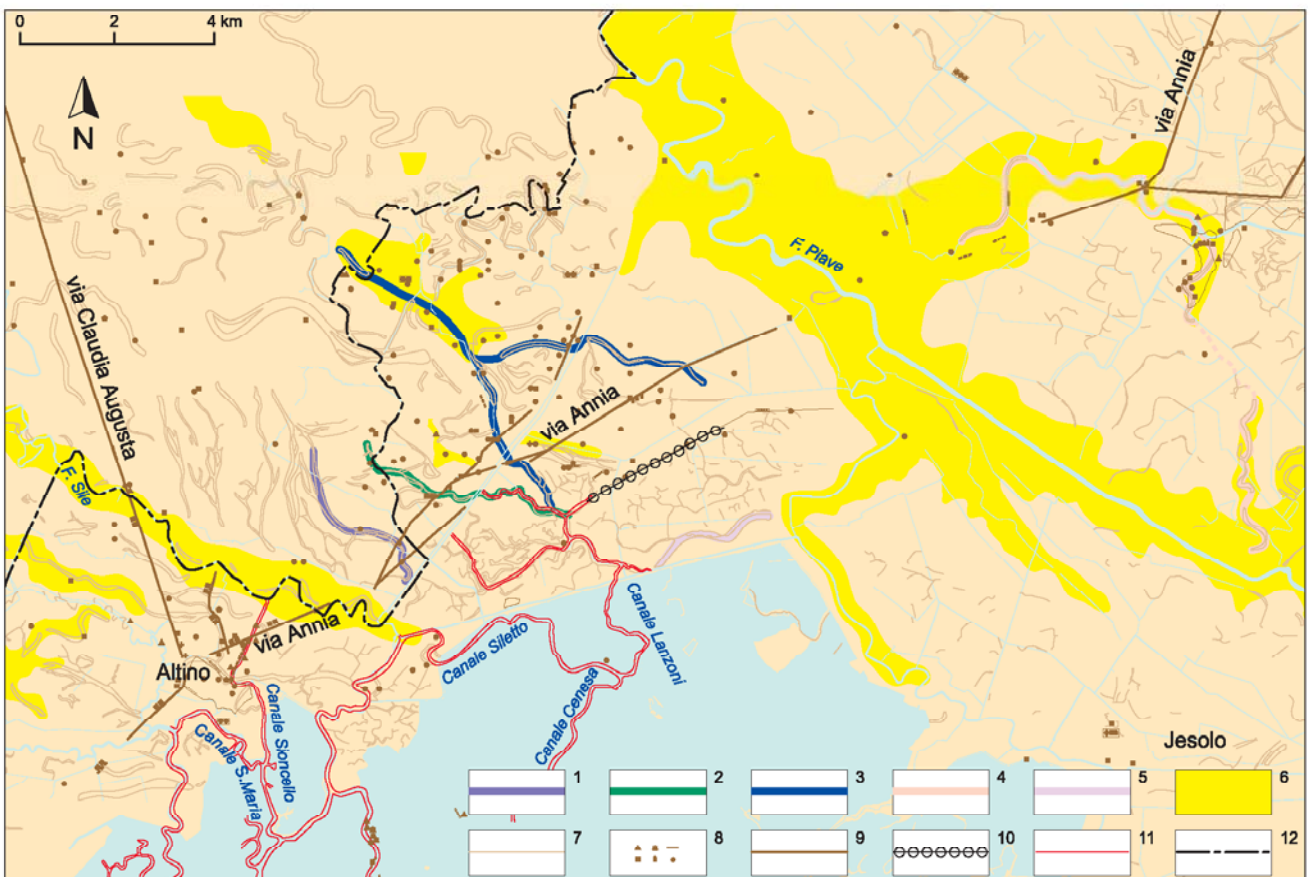 0 2 4 km
N
via Annia
F. Piave
via Claudia Augusta
via Annia
F. Sile
via Annia
Canale Lanzoni
Canale Siletto
Altino
Canale Cenesa
Canale Sioncello
Canale S.Maria
Jesolo
1 2 3 4 5 6
7 8 9 10 11 12